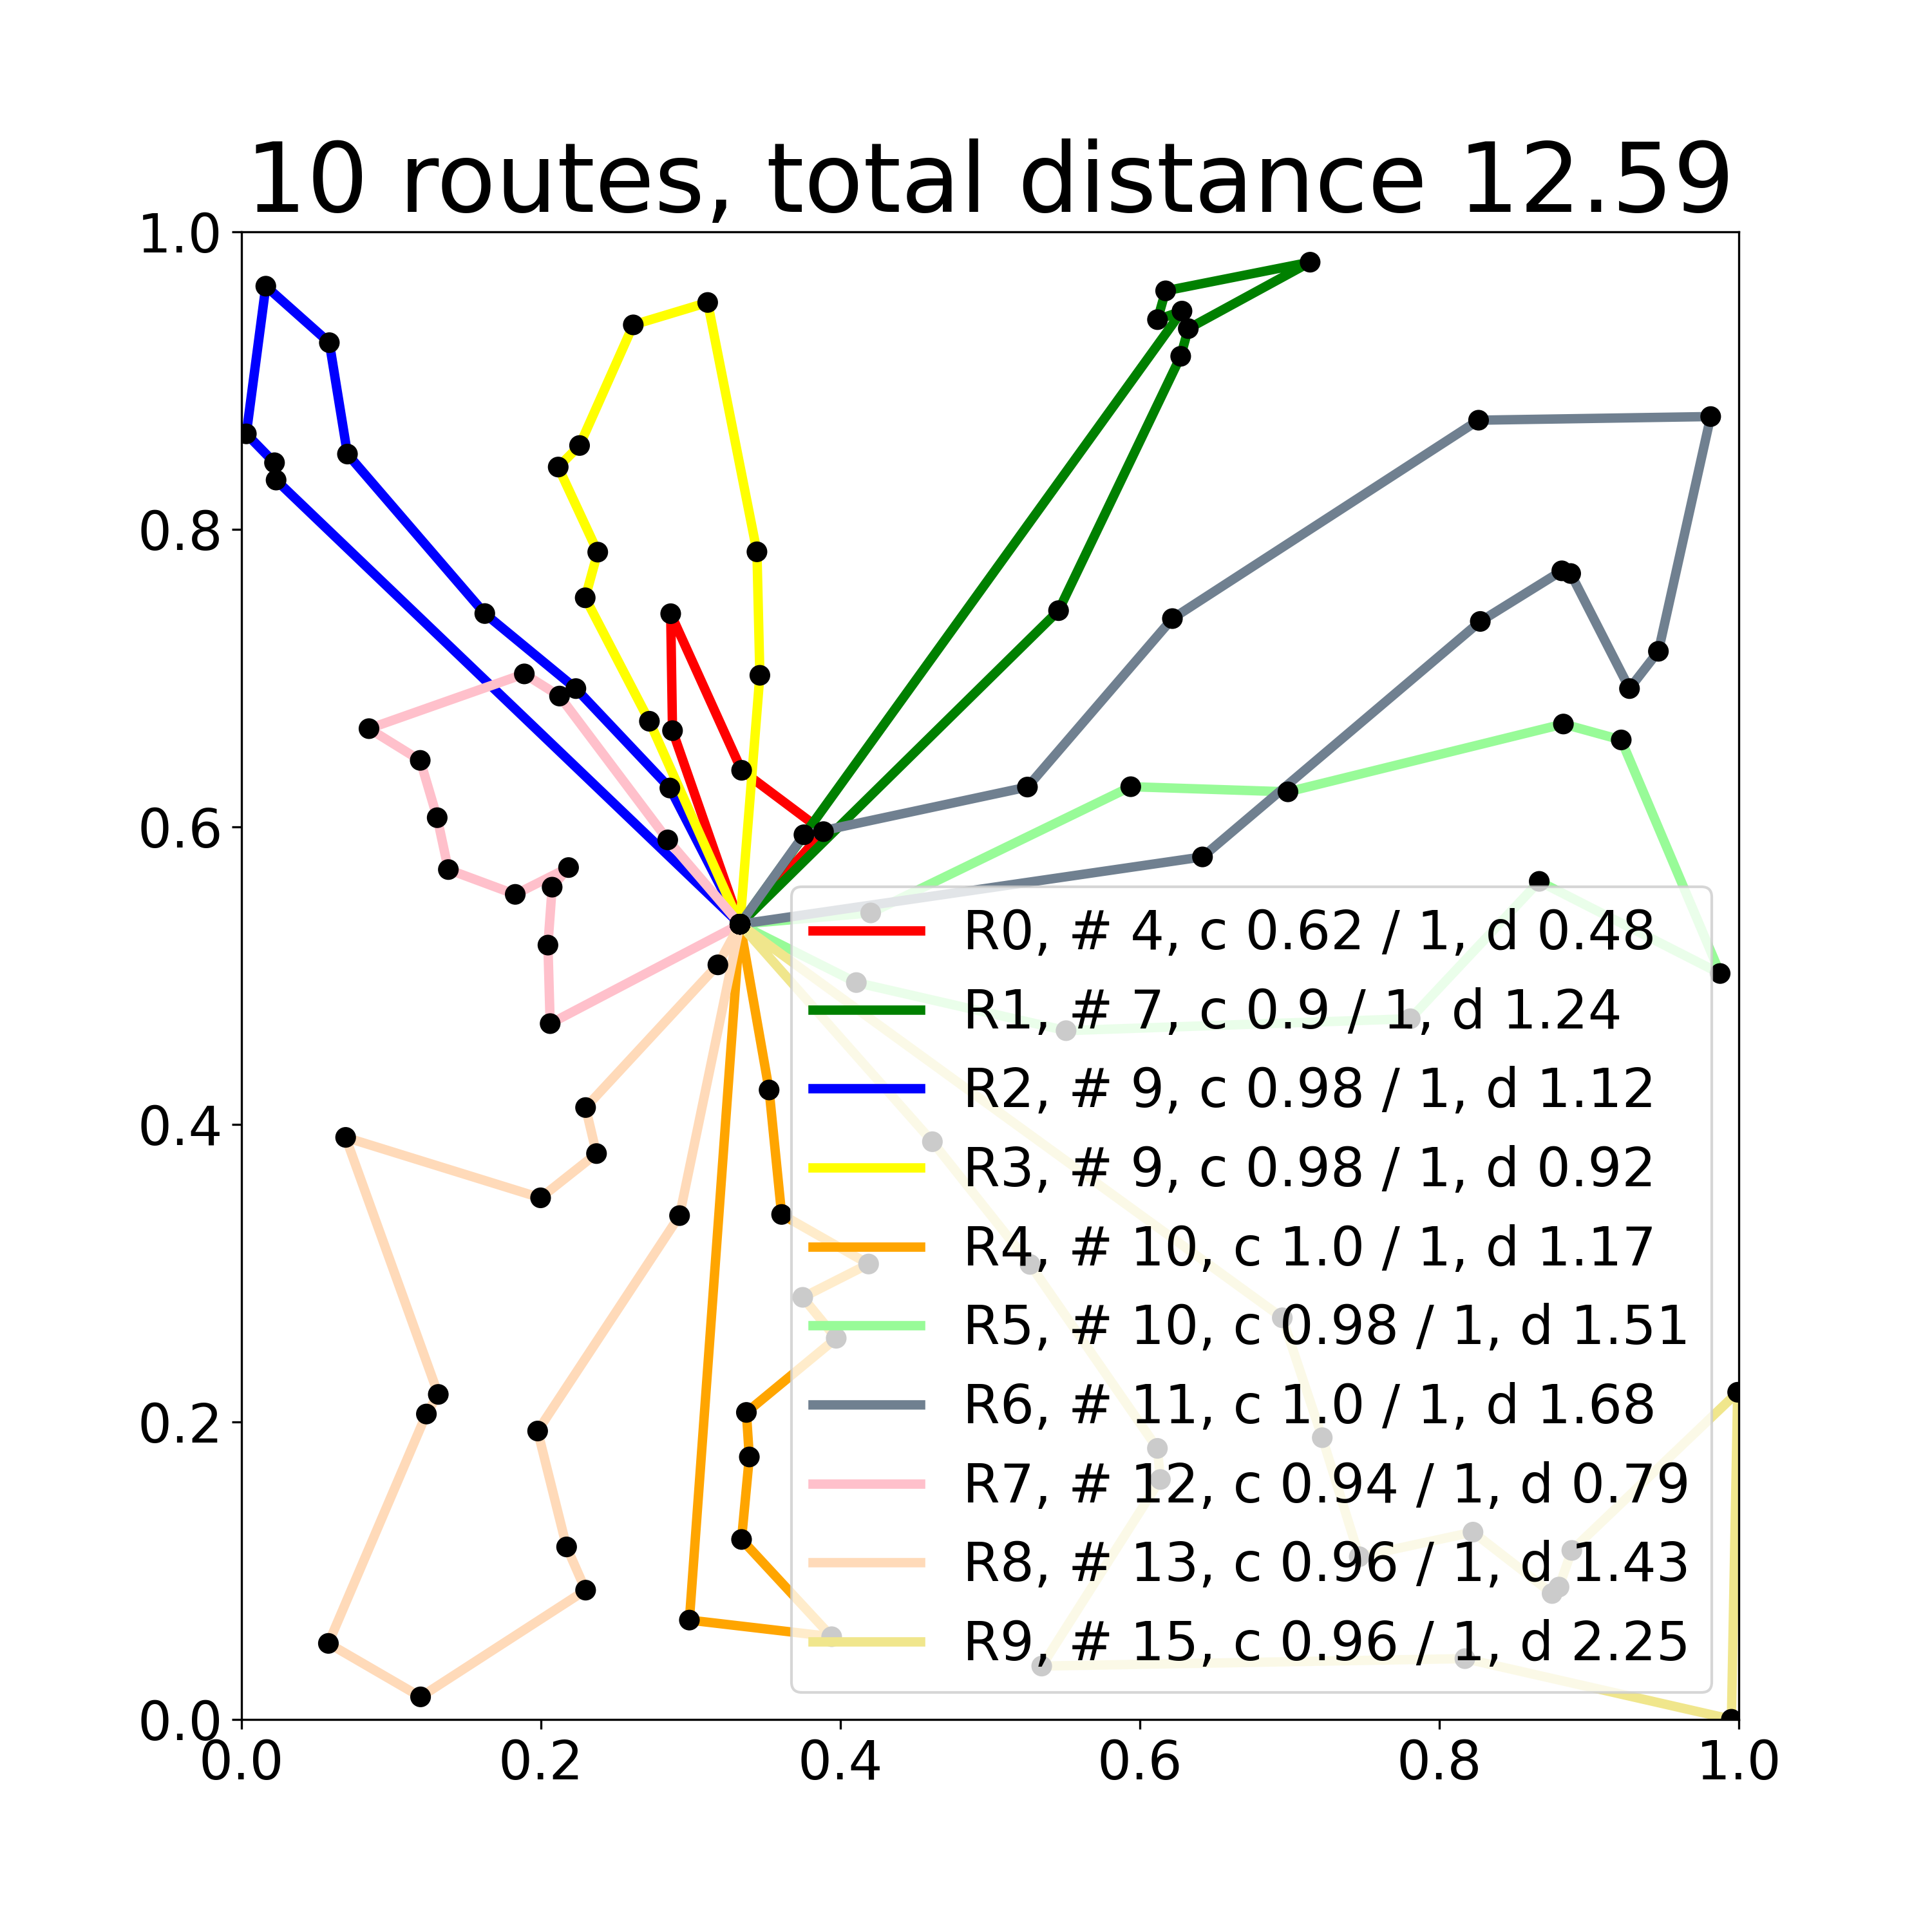 10 routes, total distance 12.59
1.0
0.8
0.6
0.4
0.2
0.0
R0, # 4, c 0.62 / 1, d 0.48
R1, # 7, c 0.9 / 1, d 1.24
R2, # 9, c 0.98 / 1, d 1.12
R3, # 9, c 0.98 / 1, d 0.92
R4, # 10, c 1.0 / 1, d 1.17
R5, # 10, c 0.98 / 1, d 1.51
R6, # 11, c 1.0 / 1, d 1.68
R7, # 12, c 0.94 / 1, d 0.79
R8, # 13, c 0.96 / 1, d 1.43
R9, # 15, c 0.96 / 1, d 2.25
0.0 0.2 0.4 0.6 0.8 1.0